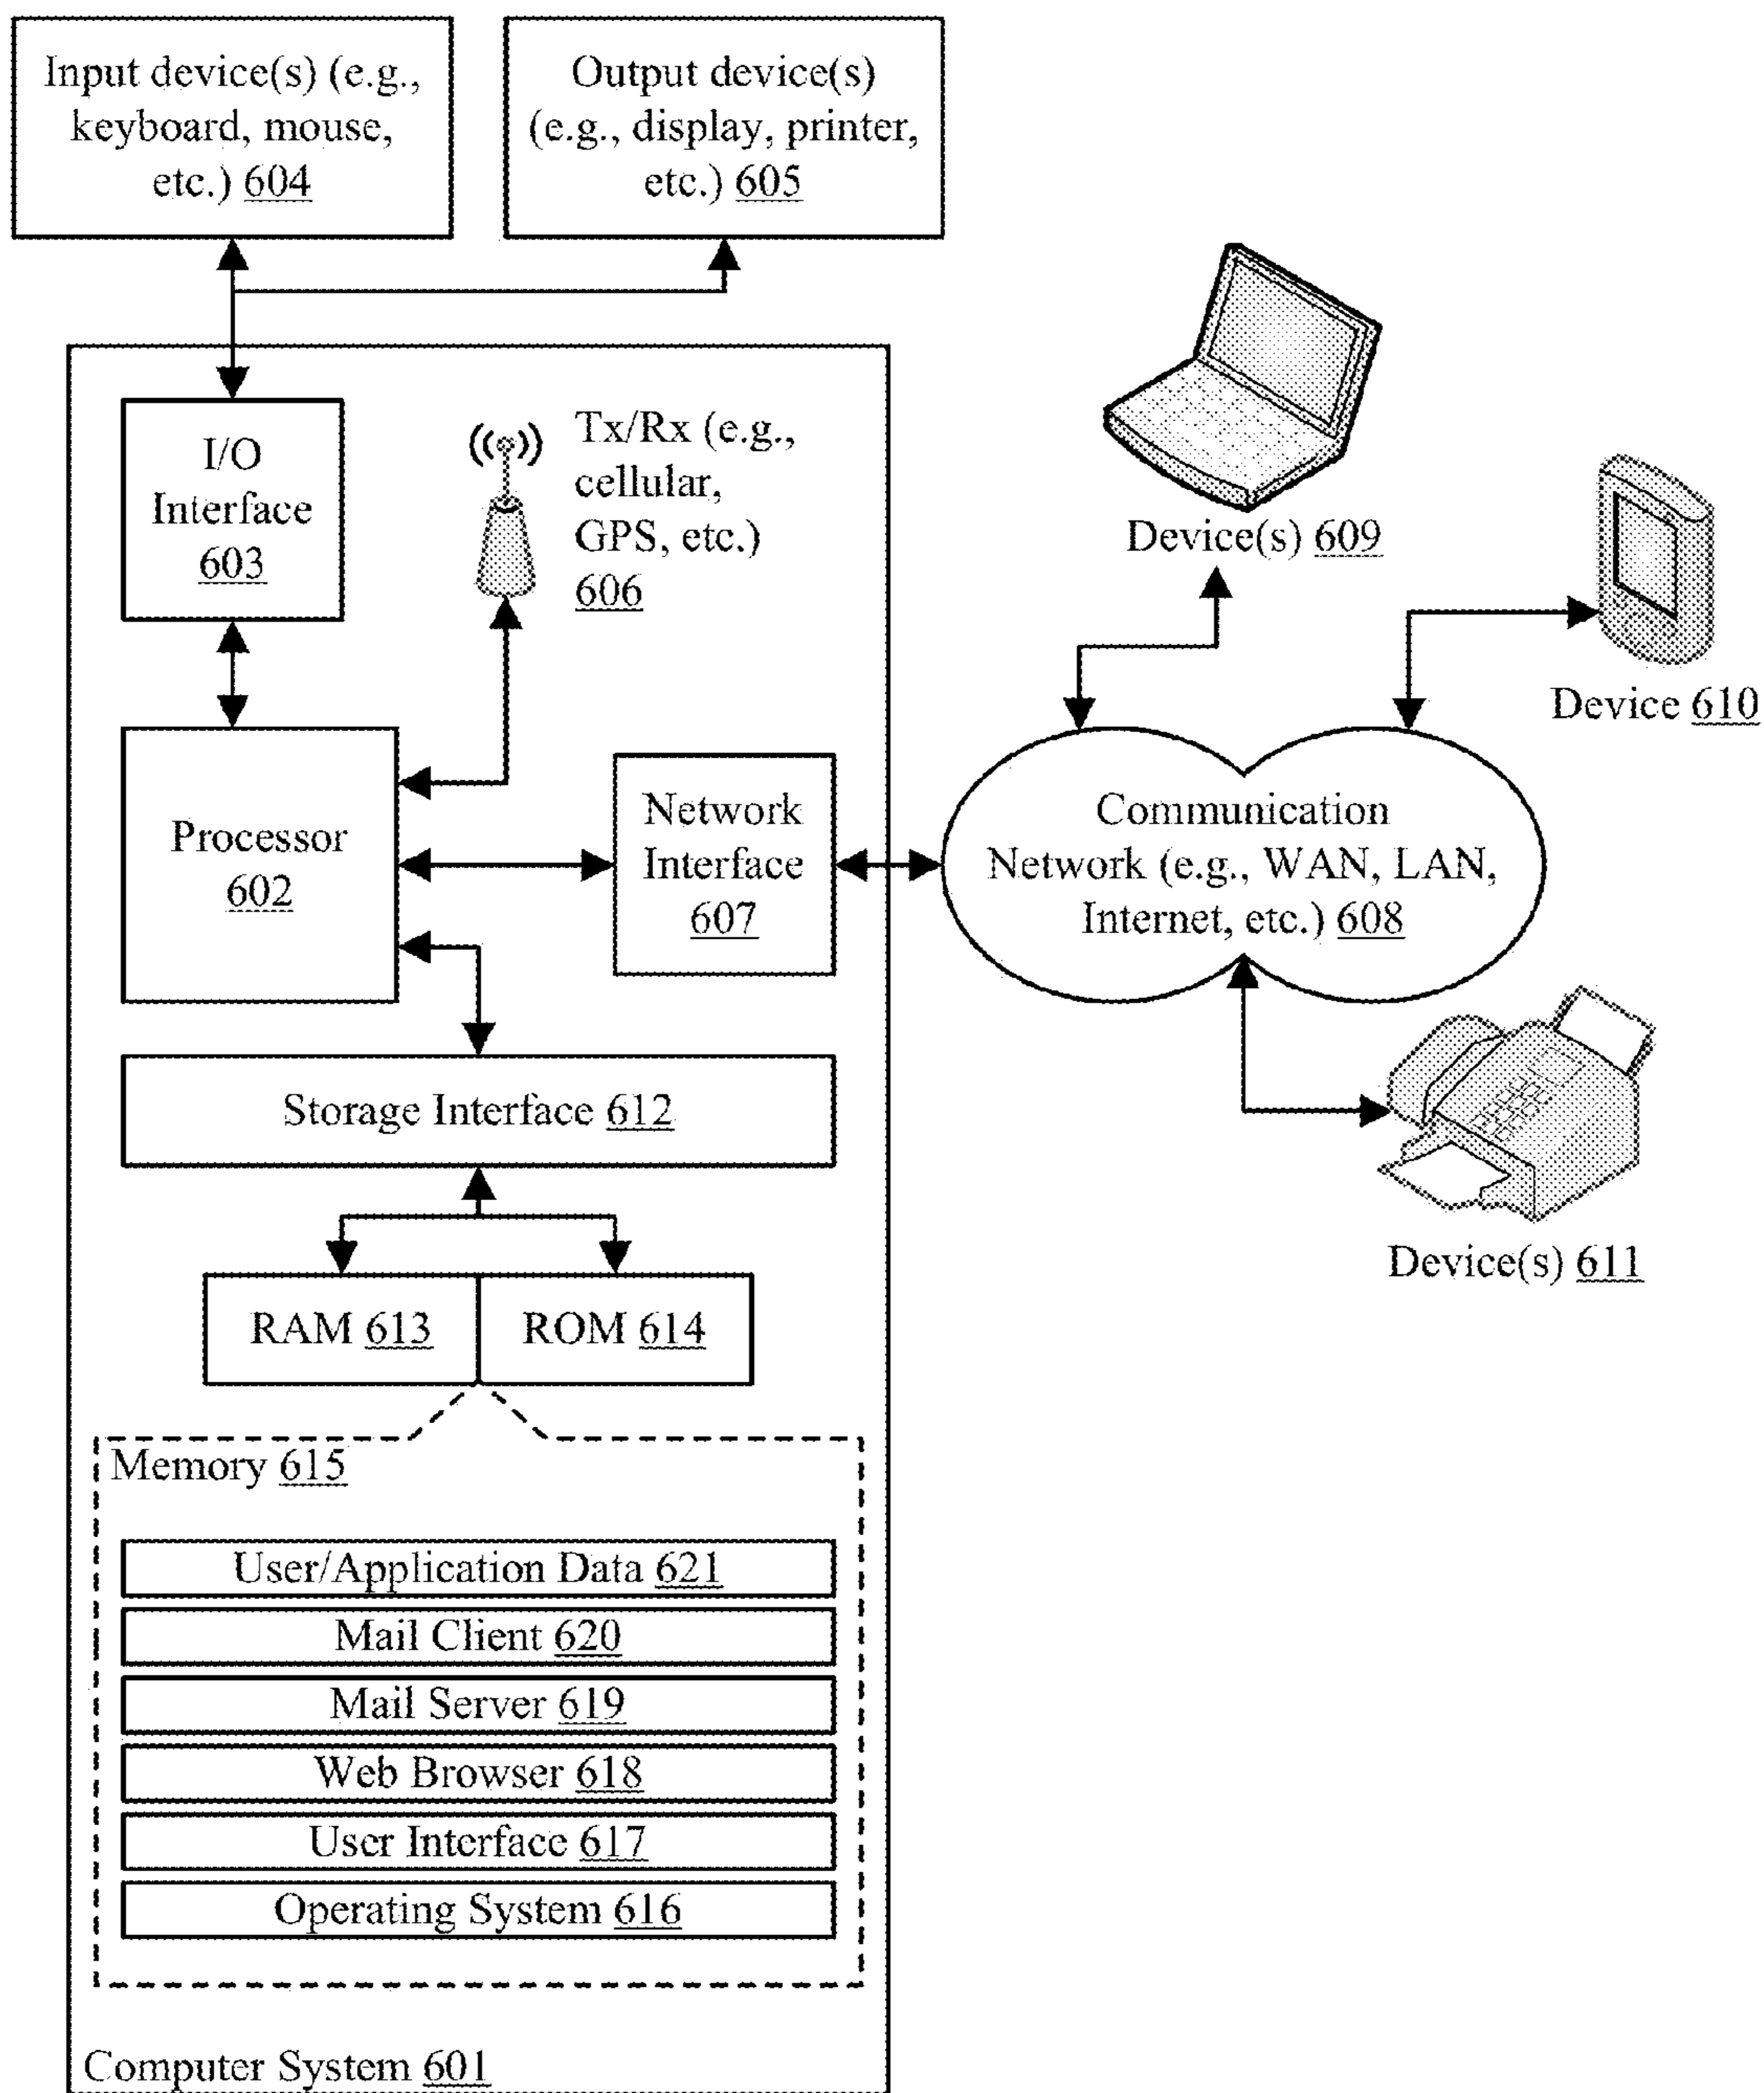 Input device(s) (e.g.,
keyboard, mouse,
etc.) 604
Output device(s)
(e.g., display, printer,
etc.) 605
I/O
Interface
603
Tx/Rx (e.g.,
cellular,
GPS, etc.)
606
Device(s) 609
Device 610
Processor
602
Network
Interface
607
Communication
Network (e.g., WAN, LAN,
Internet, etc.) 608
Storage Interface 612
Device(s) 611
RAM 613
ROM 614
Memory 615
User/Application Data 621
Mail Client 620
Mail Server 619
Web Browser 618
User Interface 617
Operating System 616
Computer System 601